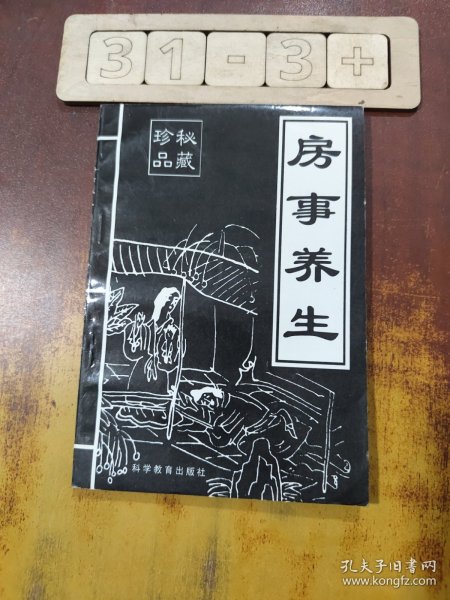 31-3+
秘藏
珍品
房事养生
科学教育出版社
孔夫子旧书网
www.kongfz.com